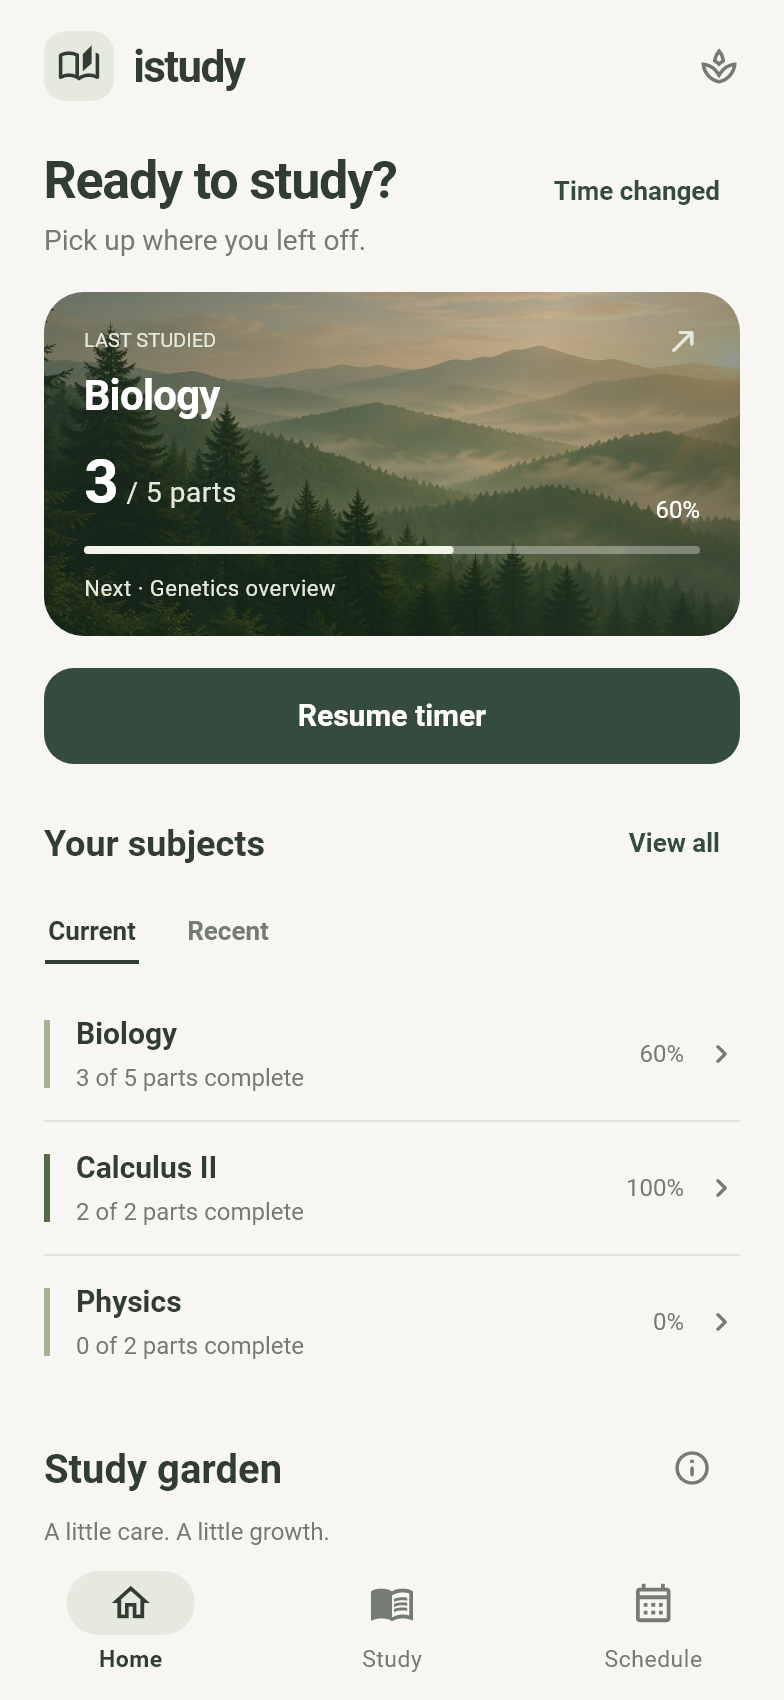 istudy
Ready to study?
Time changed
Pick up where you left off.
LAST STUDIED
Biology
3 / 5 parts
60%
Next · Genetics overview
Resume timer
Your subjects
View all
Current
Recent
Biology
3 of 5 parts complete
60%
Calculus II
2 of 2 parts complete
100%
Physics
0 of 2 parts complete
0%
Study garden
A little care. A little growth.
Home
Study
Schedule